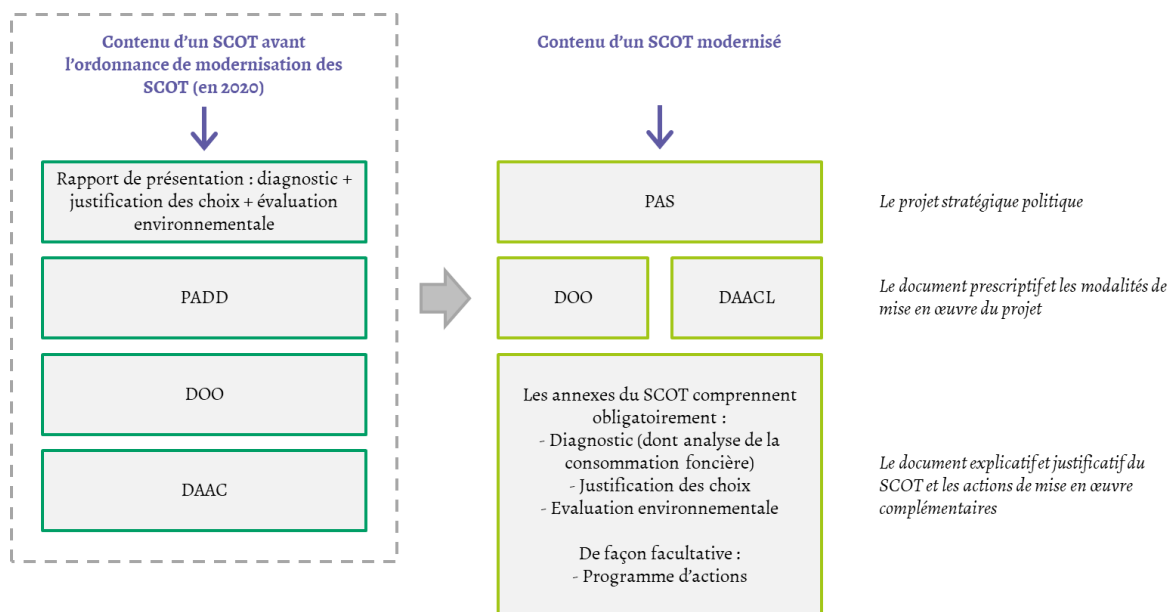 Contenu d'un SCOT avant
l'ordonnance de modernisation des
SCOT (en 2020)
Rapport de présentation : diagnostic +
justification des choix + évaluation
environnementale
PADD
DOO
DAAC
Contenu d'un SCOT modernisé
PAS
Le projet stratégique politique
DOO
DAACL
Le document prescriptif et les modalités de
mise en œuvre du projet
Les annexes du SCOT comprennent
obligatoirement :
- Diagnostic (dont analyse de la
consommation foncière)
- Justification des choix
- Evaluation environnementale
De façon facultative :
- Programme d'actions
Le document explicatif et justificatif du
SCOT et les actions de mise en œuvre
complémentaires